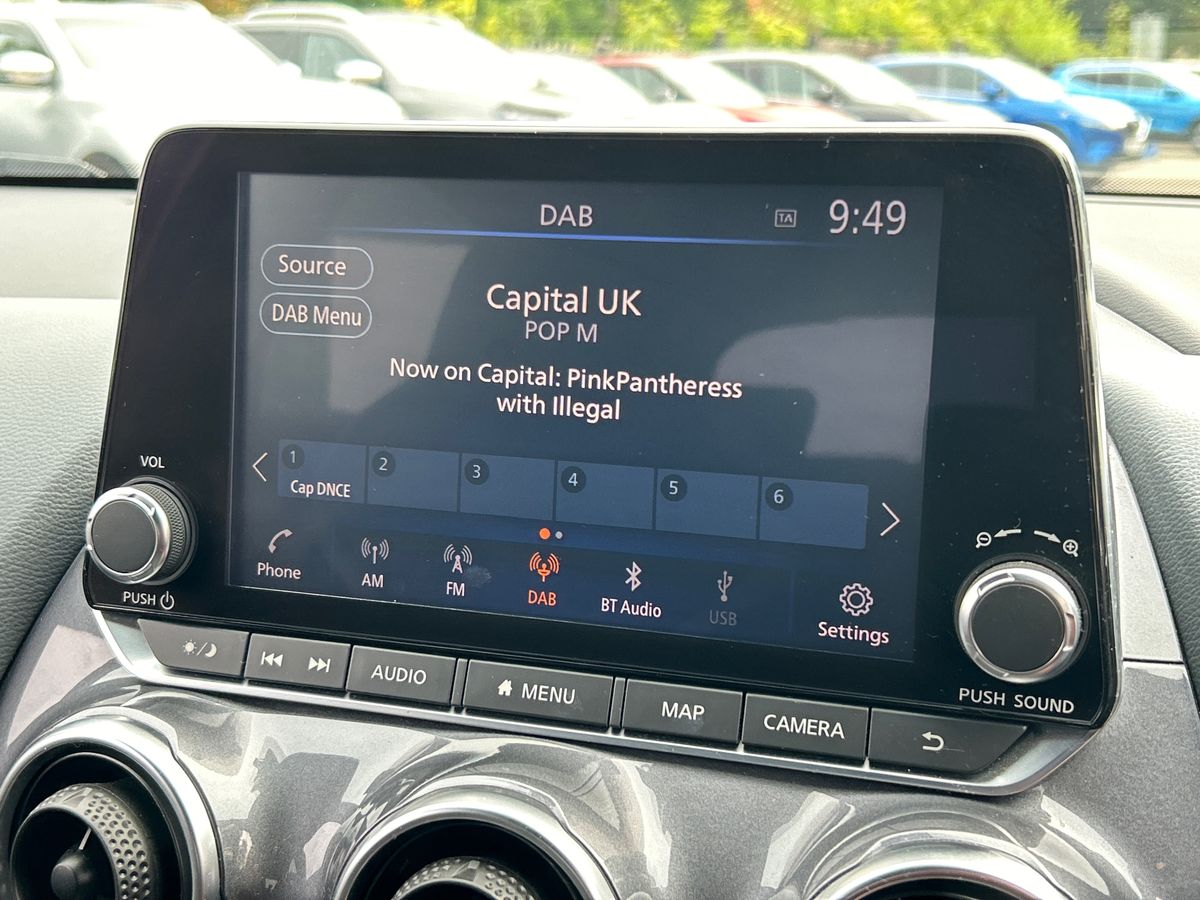 DAB
TA
9:49
Source
DAB Menu
Capital UK
POP M
Now on Capital: PinkPantheress
with Illegal
1
Cap DNCE
2
3
4
5
6
VOL
PUSH
Phone
AM
FM
DAB
BT Audio
USB
Settings
PUSH SOUND
AUDIO
MENU
MAP
CAMERA